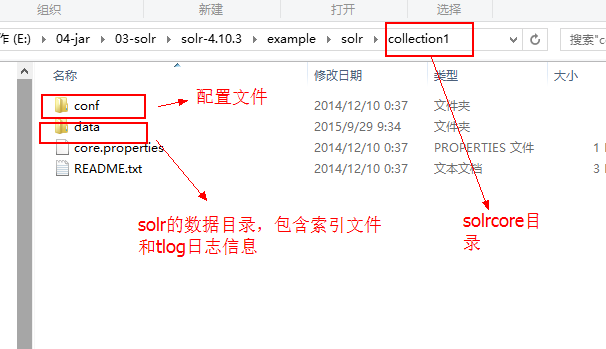 组织
新建
打开
选择
作 (E:) 04-jar 03-solr solr-4.10.3 example solr collection1
搜索"c
名称 修改日期 类型 大小
conf 2014/12/10 0:37 文件夹
data 2015/9/29 9:34 文件夹
core.properties 2014/12/10 0:37 PROPERTIES 文件 1
README.txt 2014/12/10 0:37 文本文档 3
配置文件
solr的数据目录，包含索引文件
和tlog日志信息
solrcore目
录